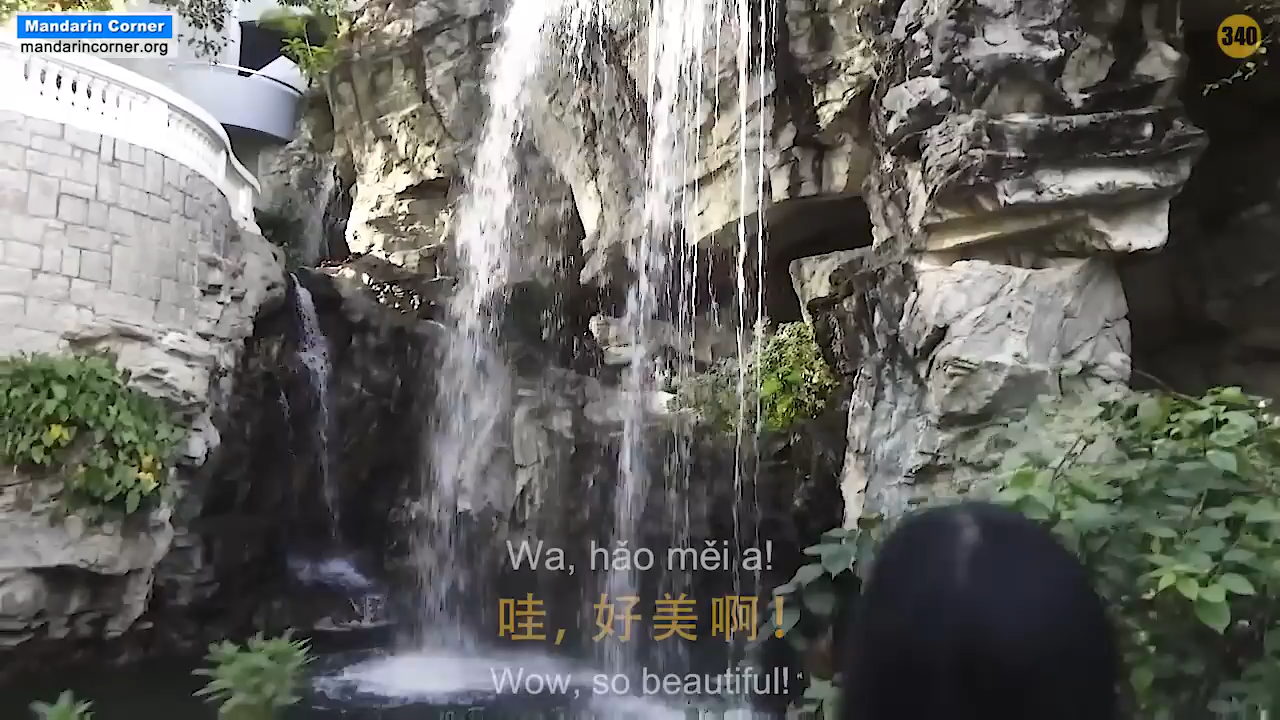 Mandarin Corner
mandarincorner.org
340
Wa, hǎo měi a!
哇, 好美啊!
Wow, so beautiful!